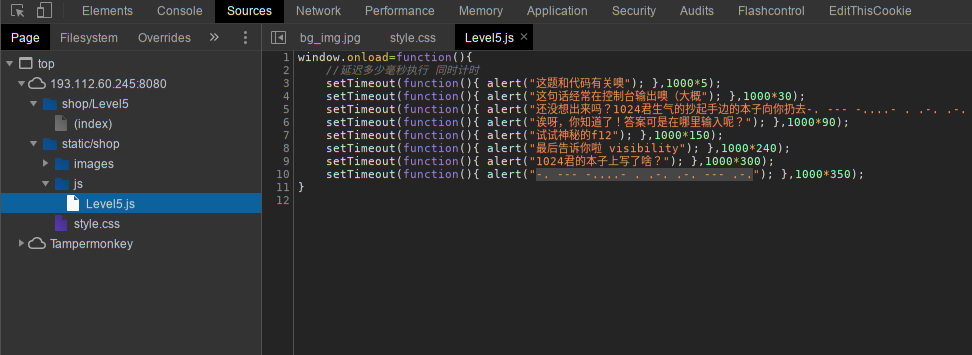 Elements Console Sources Network Performance Memory Application Security Audits Flashcontrol EditThisCookie
Page Filesystem Overrides »
bg_img.jpg style.css Level5.js ×
top
193.112.60.245:8080
shop/Level5
(index)
static/shop
images
js
Level5.js
style.css
Tampermonkey
1 window.onload=function(){
2 //延迟多少毫秒执行 同时计时
3 setTimeout(function(){ alert("这题和代码有关噢"); },1000*5);
4 setTimeout(function(){ alert("这句话经常在控制台输出噢（大概"); },1000*30);
5 setTimeout(function(){ alert("还没想出来吗？1024君生气的抄起手边的本子向你扔去-. --- -....- . .-. .-.
6 setTimeout(function(){ alert("诶呀，你知道了！答案可是在哪里输入呢？"); },1000*90);
7 setTimeout(function(){ alert("试试神秘的f12"); },1000*150);
8 setTimeout(function(){ alert("最后告诉你啦 visibility"); },1000*240);
9 setTimeout(function(){ alert("1024君的本子上写了啥？"); },1000*300);
10 setTimeout(function(){ alert("-. --- -....- . .-. .-. --- .-."); },1000*350);
11 }
12